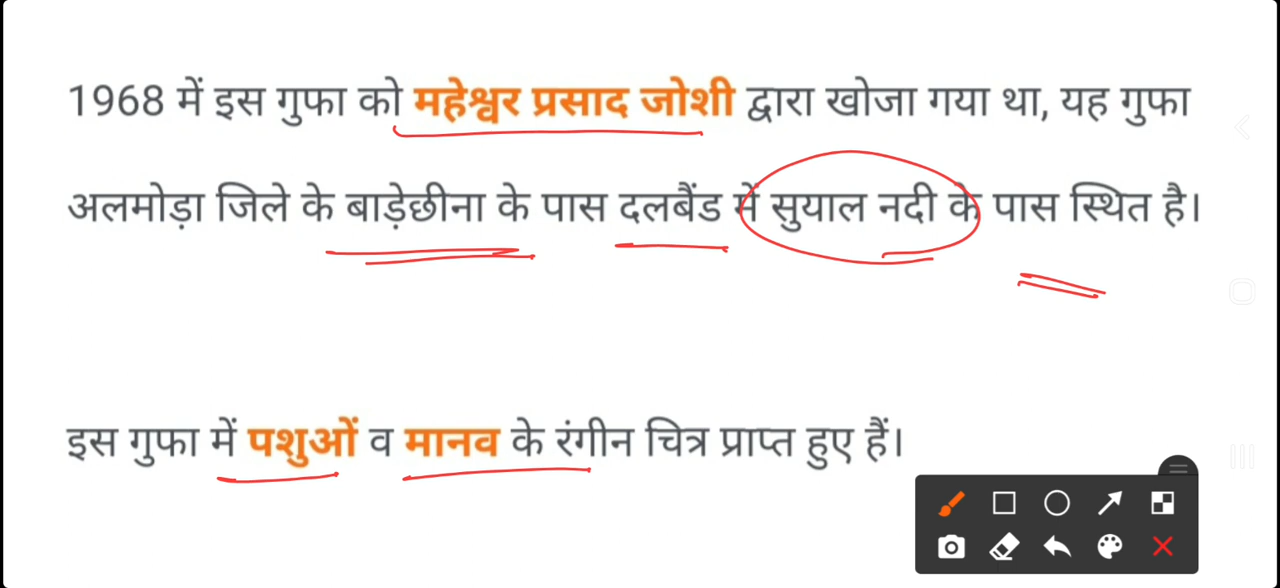 1968 में इस गुफा को महेश्वर प्रसाद जोशी द्वारा खोजा गया था, यह गुफा
अलमोड़ा जिले के बाड़ेछीना के पास दलबैंड में सुयाल नदी के पास स्थित है।
इस गुफा में पशुओं व मानव के रंगीन चित्र प्राप्त हुए हैं।